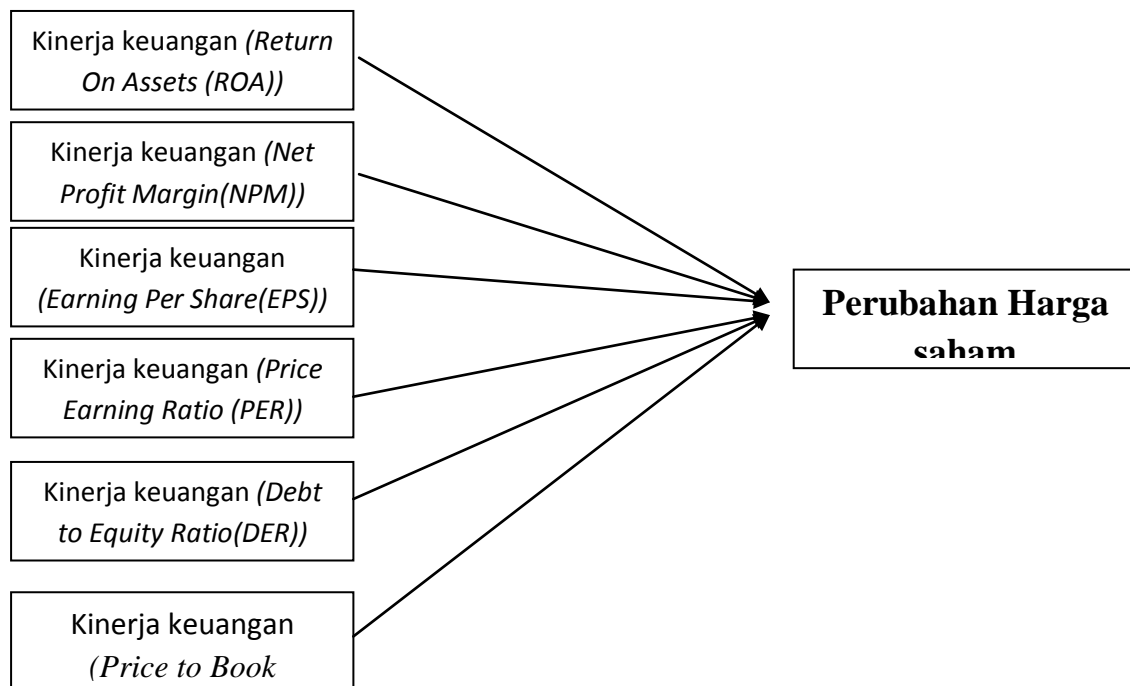 Kinerja keuangan (Return
On Assets (ROA))
Kinerja keuangan (Net
Profit Margin(NPM))
Kinerja keuangan
(Earning Per Share(EPS))
Kinerja keuangan (Price
Earning Ratio (PER))
Kinerja keuangan (Debt
to Equity Ratio(DER))
Kinerja keuangan
(Price to Book
Perubahan Harga
saham